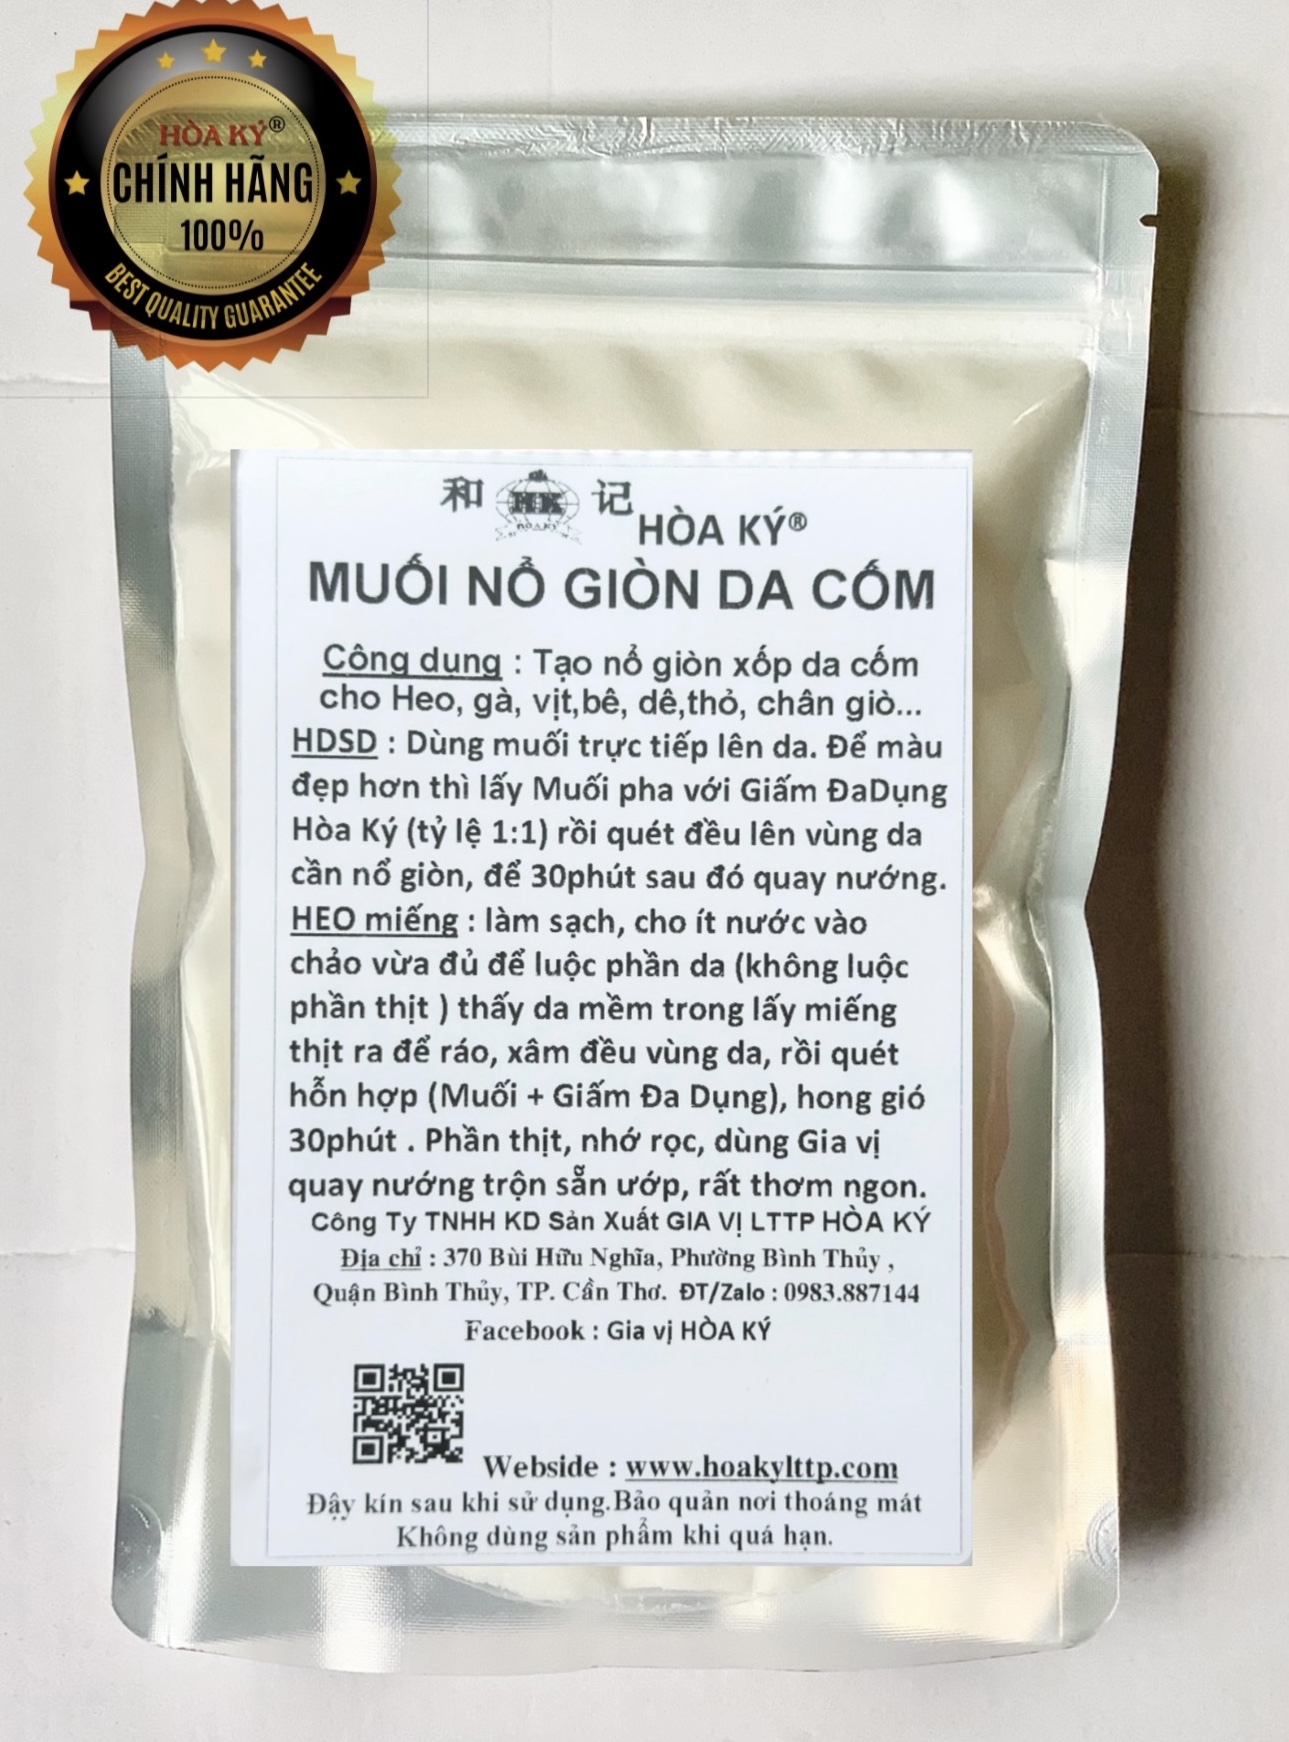 HÒA KÝ®
CHÍNH HÃNG
100%
BEST QUALITY GUARANTEE
和 HK 记 HÒA KÝ®
HOA KY
MUỐI NỔ GIÒN DA CỐM
Công dụng : Tạo nổ giòn xốp da cốm
cho Heo, gà, vịt,bê, dê,thỏ, chân giò...
HDSD : Dùng muối trực tiếp lên da. Để màu
đẹp hơn thì lấy Muối pha với Giấm ĐaDụng
Hòa Ký (tỷ lệ 1:1) rồi quét đều lên vùng da
cần nổ giòn, để 30phút sau đó quay nướng.
HEO miếng : làm sạch, cho ít nước vào
chảo vừa đủ để luộc phần da (không luộc
phần thịt ) thấy da mềm trong lấy miếng
thịt ra để ráo, xâm đều vùng da, rồi quét
hỗn hợp (Muối + Giấm Đa Dụng), hong gió
30phút . Phần thịt, nhớ rọc, dùng Gia vị
quay nướng trộn sẵn ướp, rất thơm ngon.
Công Ty TNHH KD Sản Xuất GIA VỊ LTTP HÒA KÝ
Địa chỉ : 370 Bùi Hữu Nghĩa, Phường Bình Thủy ,
Quận Bình Thủy, TP. Cần Thơ. ĐT/Zalo : 0983.887144
Facebook : Gia vị HÒA KÝ
Webside : www.hoakylttp.com
Đậy kín sau khi sử dụng.Bảo quản nơi thoáng mát
Không dùng sản phẩm khi quá hạn.